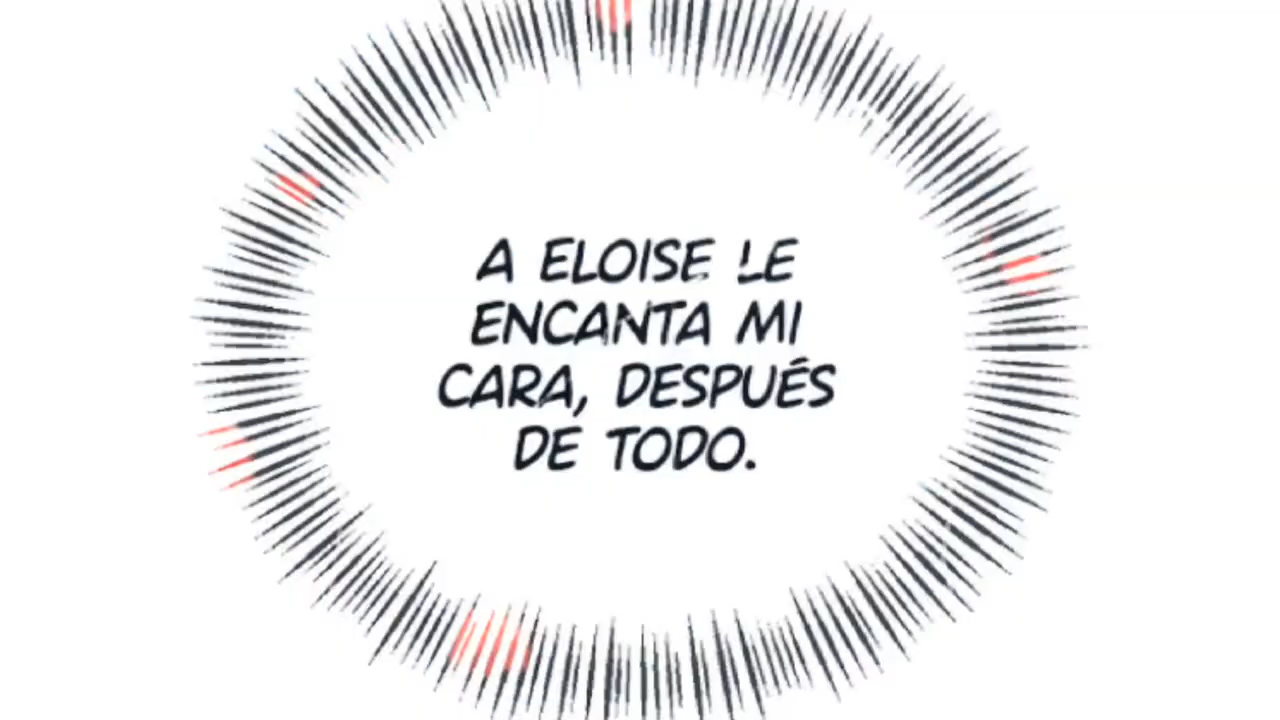 A ELOISE LE
ENCANTA MI
CARA, DESPUÉS
DE TODO.